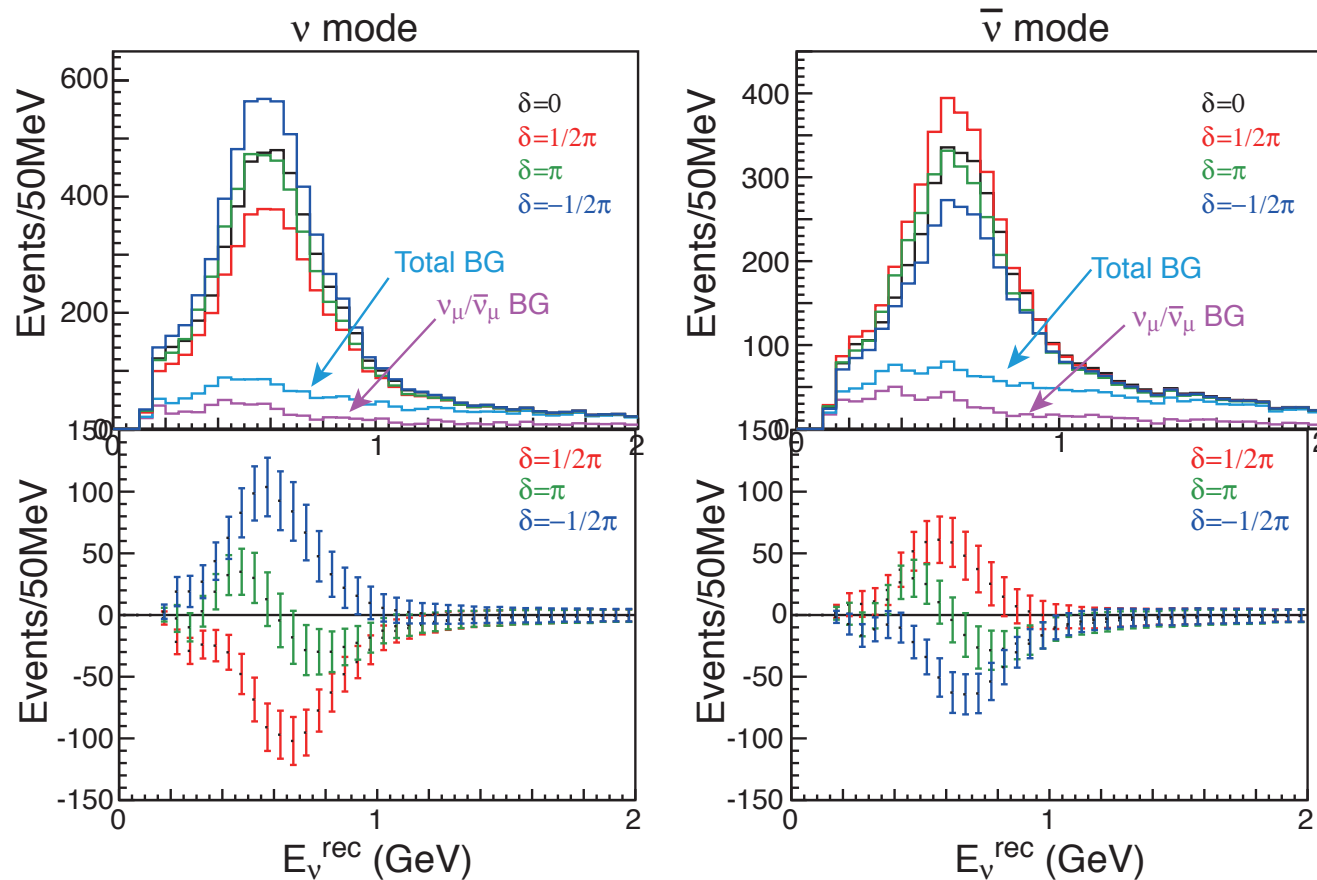 ν mode
Events/50MeV
600
400
200
0
δ=0
δ=1/2π
δ=π
δ=−1/2π
Total BG
νμ/ν̅μ BG
0 1 2
Events/50MeV
150
100
50
0
-50
-100
-150
δ=1/2π
δ=π
δ=−1/2π
0 1 2
Eνrec (GeV)
ν̅ mode
Events/50MeV
400
300
200
100
0
δ=0
δ=1/2π
δ=π
δ=−1/2π
Total BG
νμ/ν̅μ BG
0 1 2
Events/50MeV
150
100
50
0
-50
-100
-150
δ=1/2π
δ=π
δ=−1/2π
0 1 2
Eνrec (GeV)